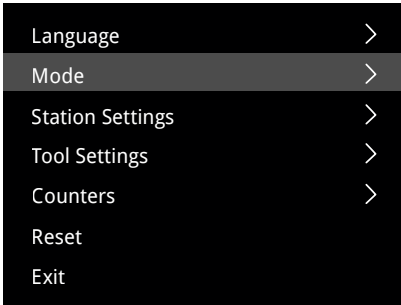 Language
Mode
Station Settings
Tool Settings
Counters
Reset
Exit